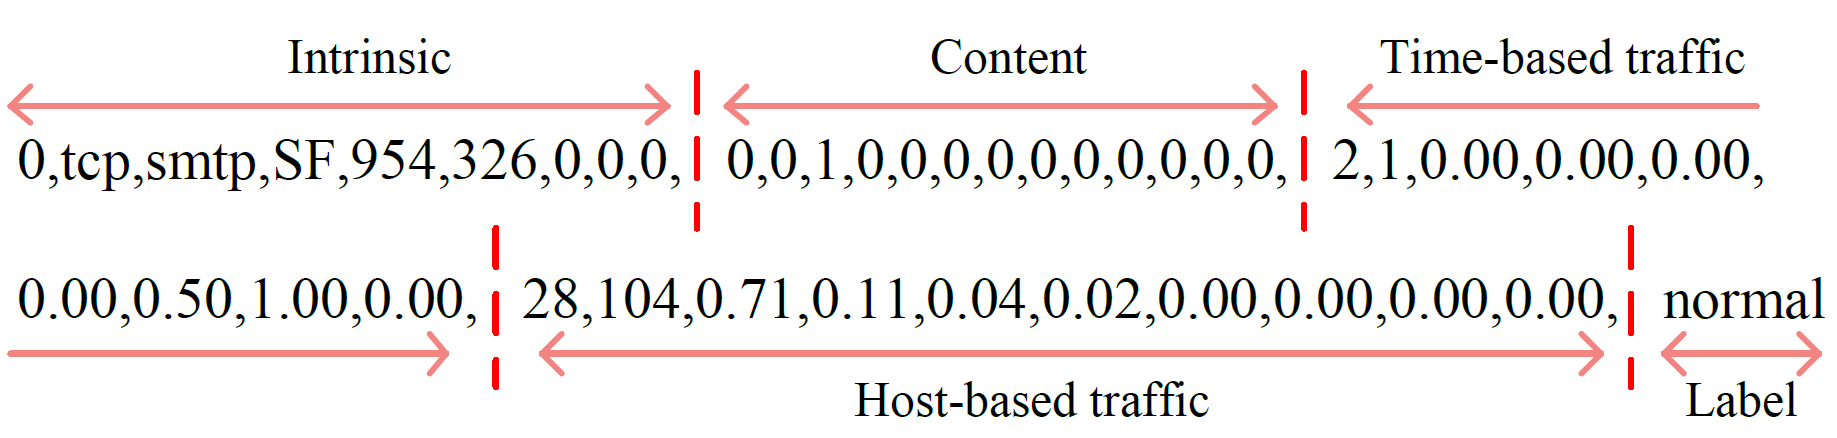 Intrinsic Content Time-based traffic
0,tcp,smtp,SF,954,326,0,0,0, 0,0,1,0,0,0,0,0,0,0,0,0,0, 2,1,0.00,0.00,0.00,
0.00,0.50,1.00,0.00, 28,104,0.71,0.11,0.04,0.02,0.00,0.00,0.00,0.00, normal
Host-based traffic Label